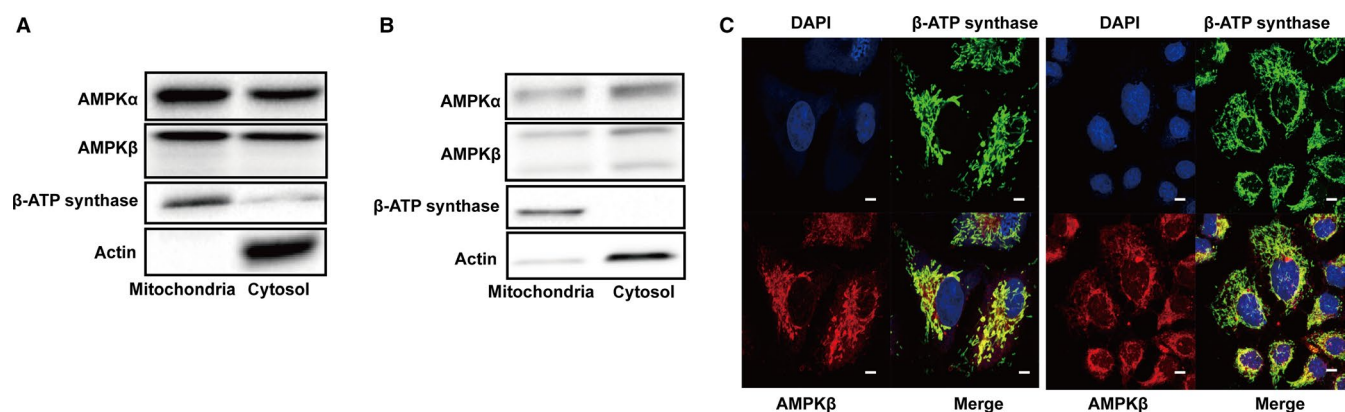 A
AMPKα
AMPKβ
β-ATP synthase
Actin
Mitochondria Cytosol
B
AMPKα
AMPKβ
β-ATP synthase
Actin
Mitochondria Cytosol
C
DAPI β-ATP synthase DAPI β-ATP synthase
AMPKβ Merge AMPKβ Merge